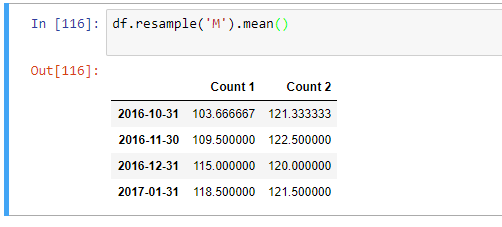 In [116]: df.resample('M').mean()
Out[116]:
Count 1 Count 2
2016-10-31 103.666667 121.333333
2016-11-30 109.500000 122.500000
2016-12-31 115.000000 120.000000
2017-01-31 118.500000 121.500000